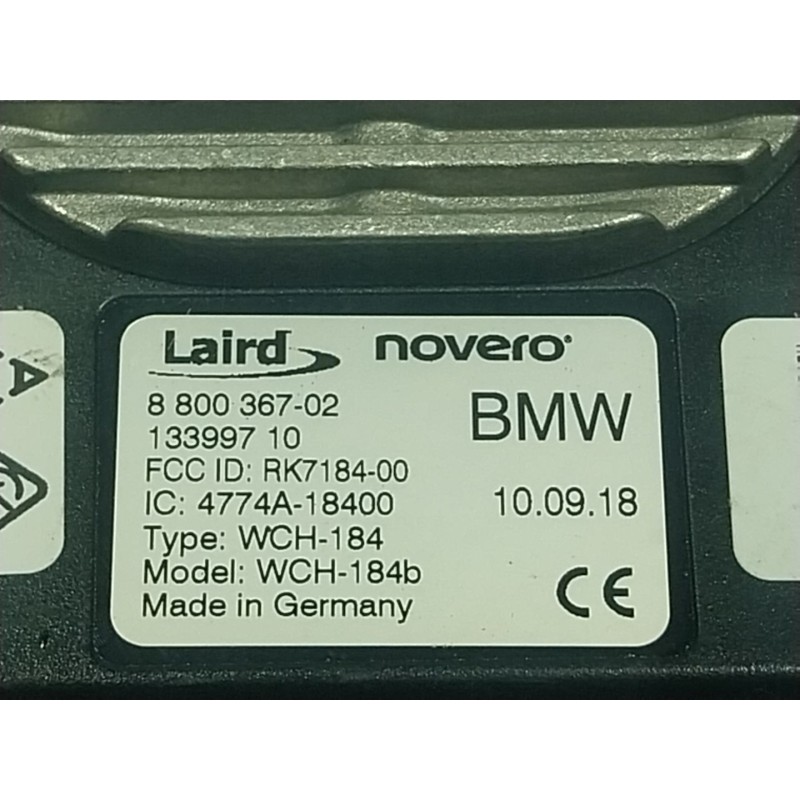 Laird novero
8 800 367-02
BMW
133997 10
FCC ID: RK7184-00
IC: 4774A-18400
10.09.18
Type: WCH-184
Model: WCH-184b
Made in Germany
CE